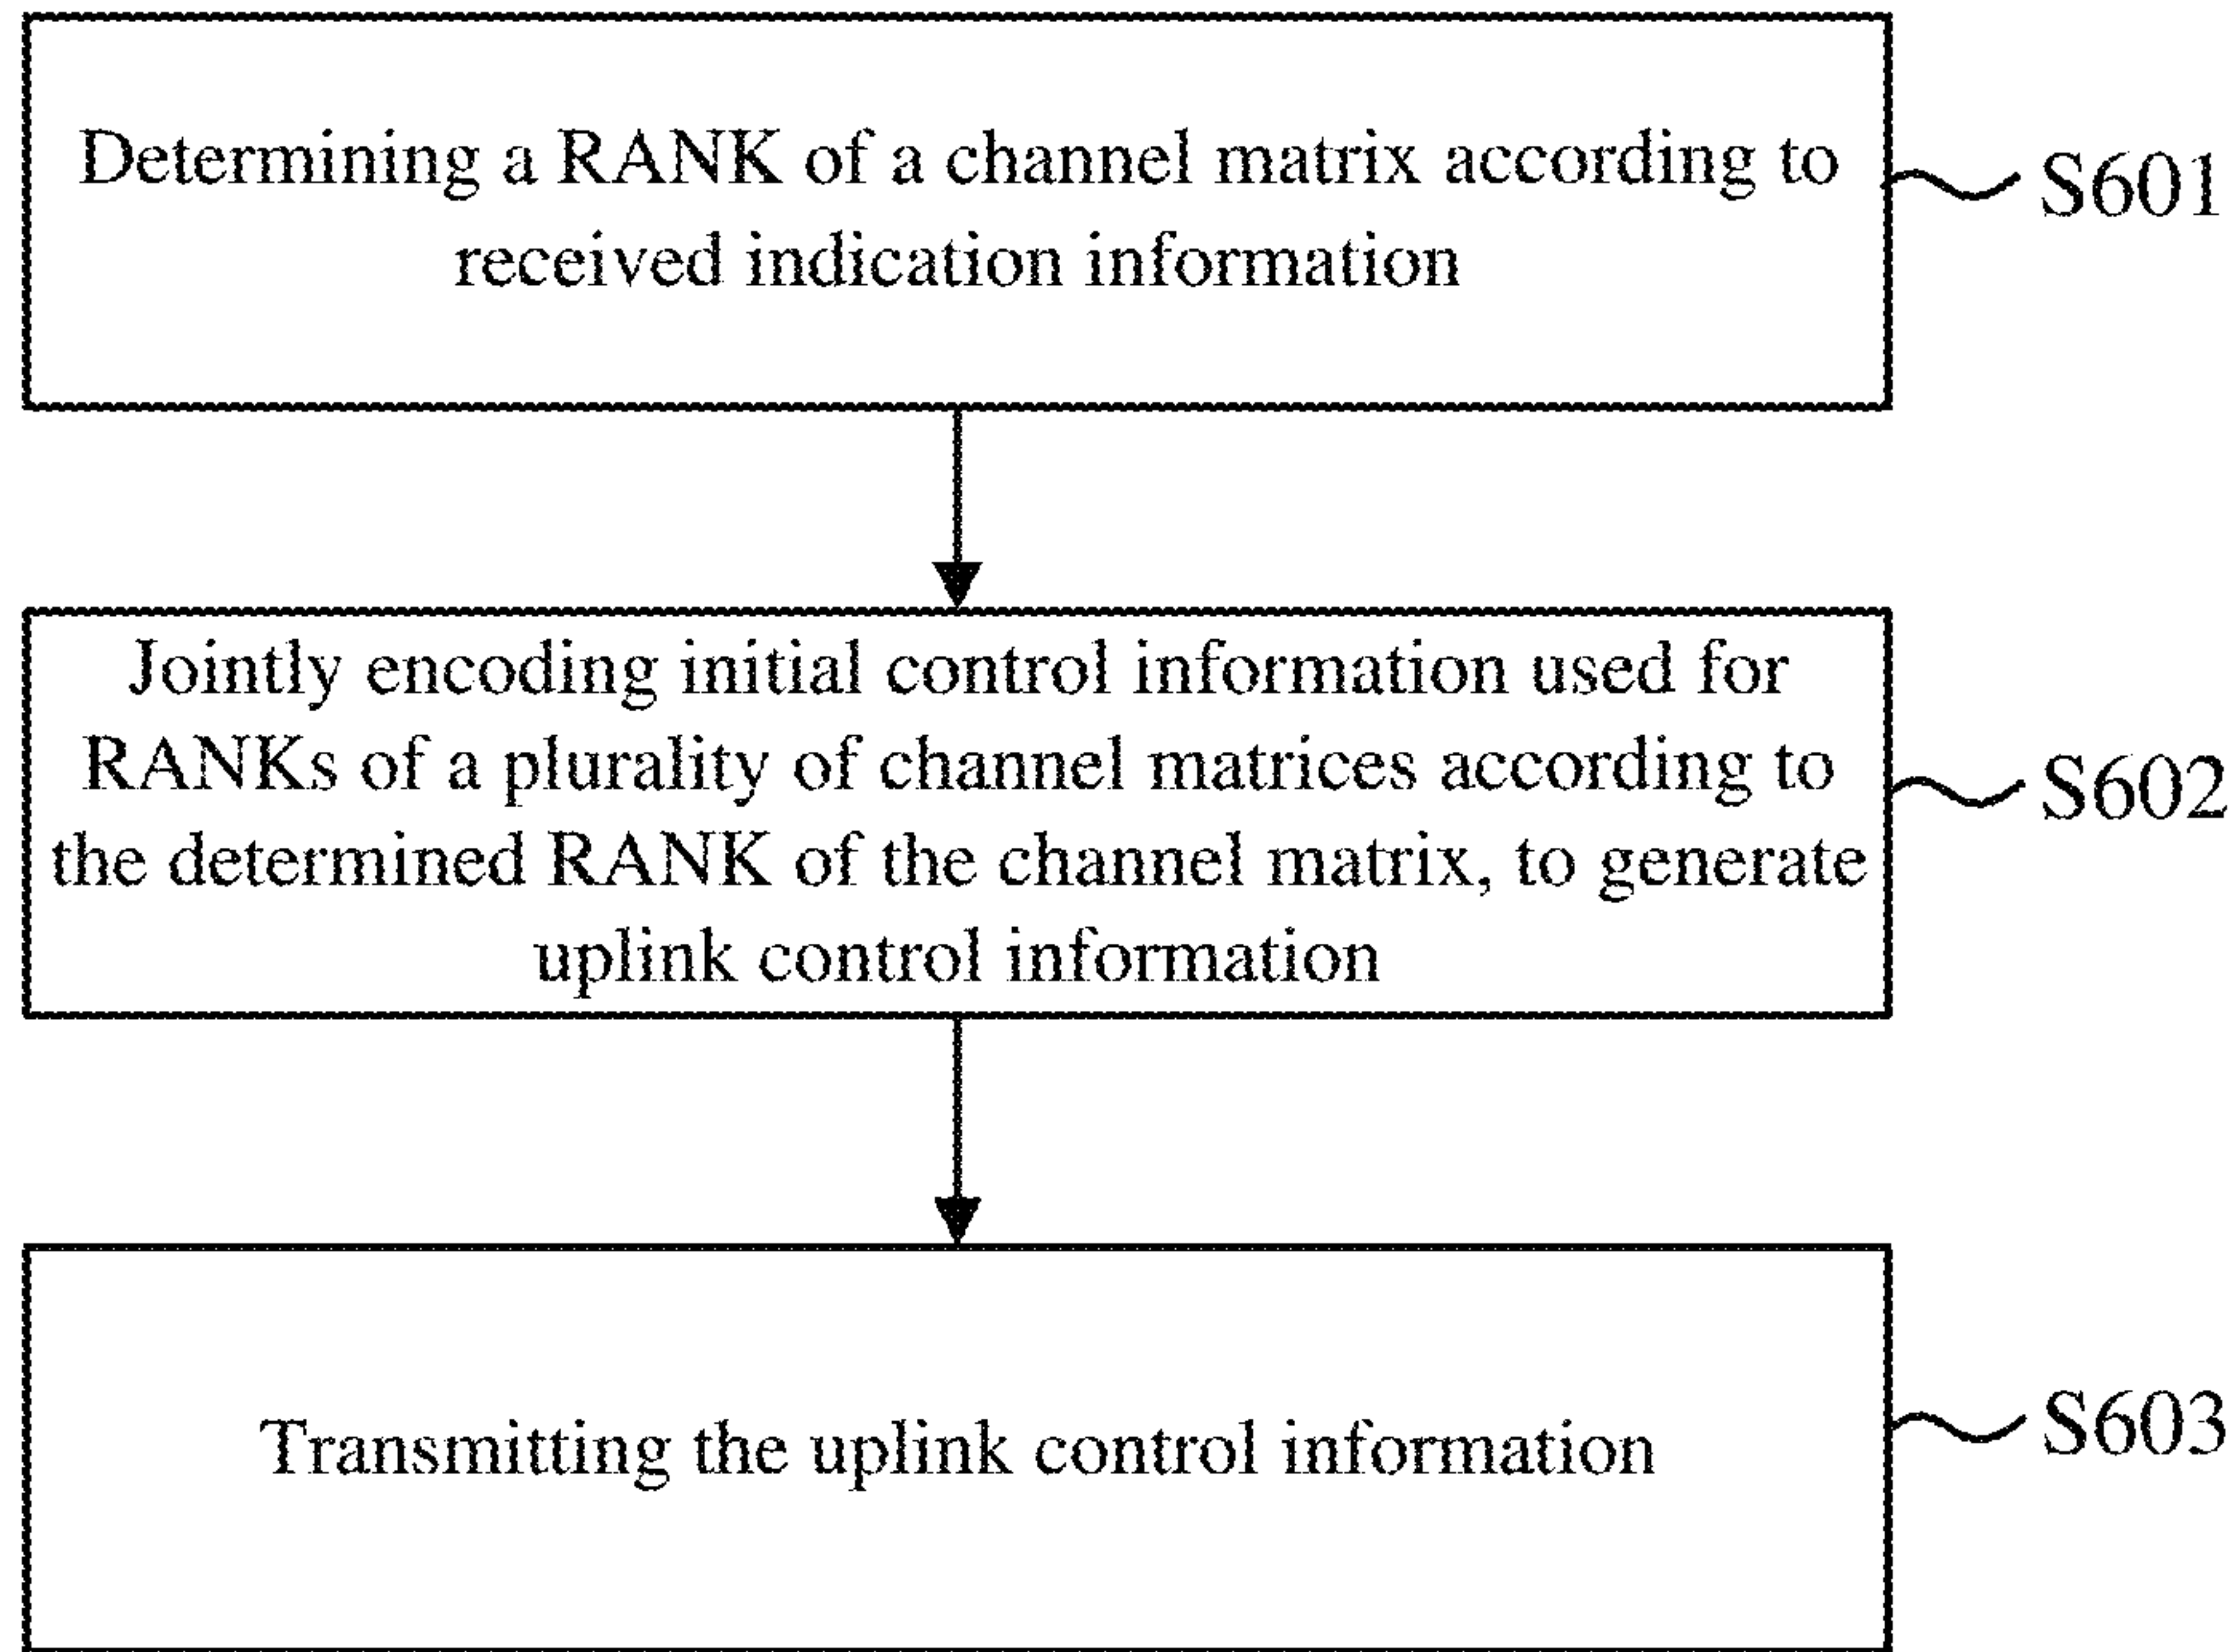 Determining a RANK of a channel matrix according to
received indication information
S601
Jointly encoding initial control information used for
RANKs of a plurality of channel matrices according to
the determined RANK of the channel matrix, to generate
uplink control information
S602
Transmitting the uplink control information
S603